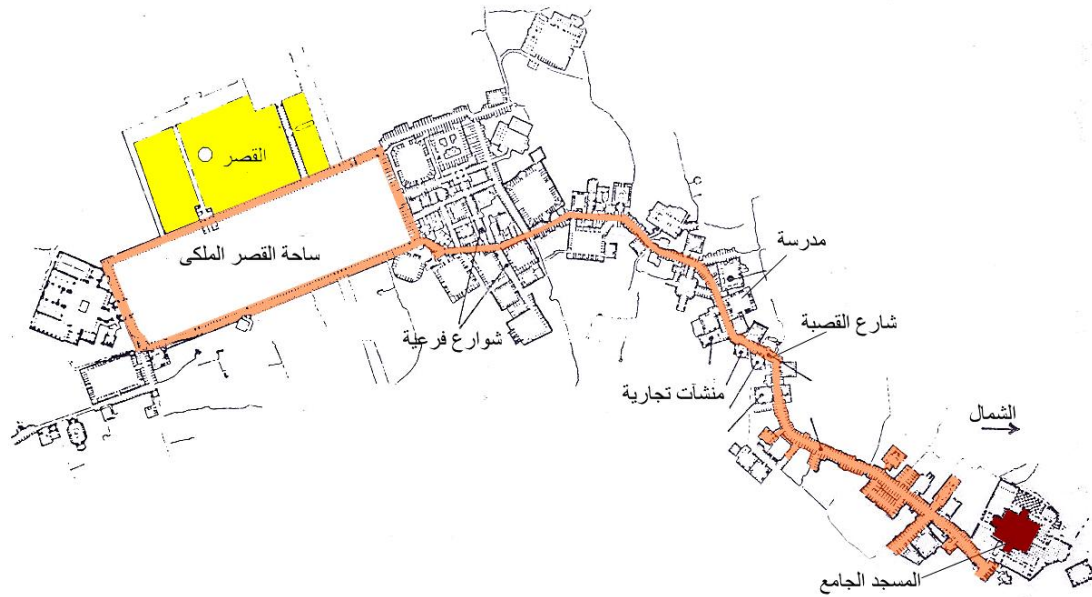 القصر
ساحة القصر الملكى
مدرسة
شارع القصبة
شوارع فرعية
منشآت تجارية
الشمال
المسجد الجامع